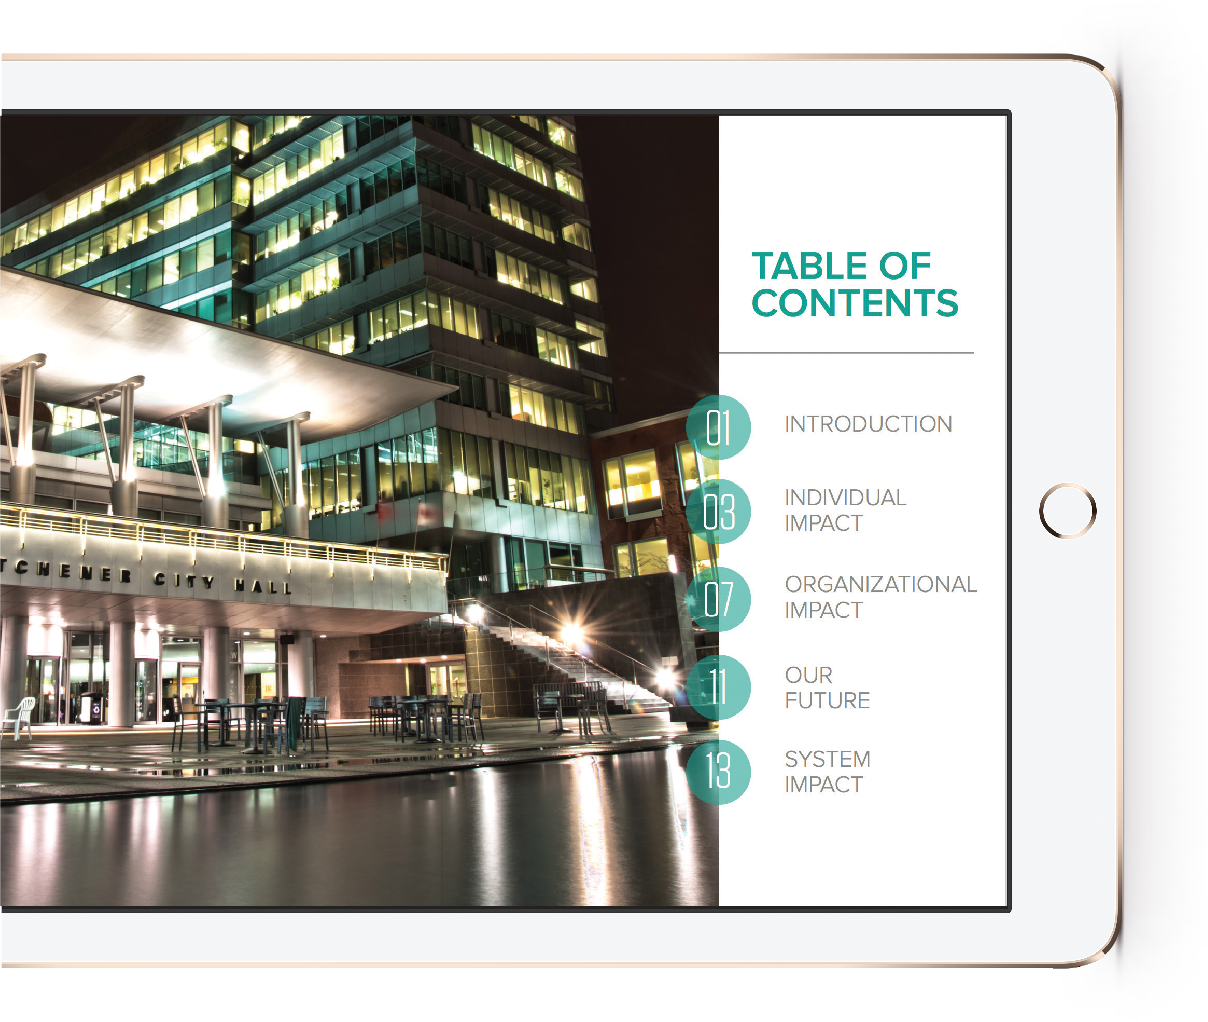 TABLE OF
CONTENTS
01 INTRODUCTION
03 INDIVIDUAL
IMPACT
07 ORGANIZATIONAL
IMPACT
11 OUR
FUTURE
13 SYSTEM
IMPACT
TCHENER CITY HALL